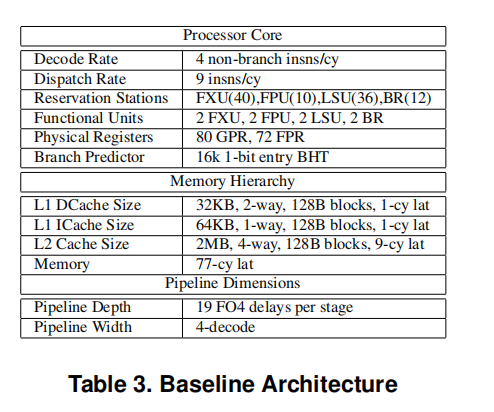 Processor Core
Decode Rate 4 non-branch insns/cy
Dispatch Rate 9 insns/cy
Reservation Stations FXU(40),FPU(10),LSU(36),BR(12)
Functional Units 2 FXU, 2 FPU, 2 LSU, 2 BR
Physical Registers 80 GPR, 72 FPR
Branch Predictor 16k 1-bit entry BHT
Memory Hierarchy
L1 DCache Size 32KB, 2-way, 128B blocks, 1-cy lat
L1 ICache Size 64KB, 1-way, 128B blocks, 1-cy lat
L2 Cache Size 2MB, 4-way, 128B blocks, 9-cy lat
Memory 77-cy lat
Pipeline Dimensions
Pipeline Depth 19 FO4 delays per stage
Pipeline Width 4-decode
Table 3. Baseline Architecture